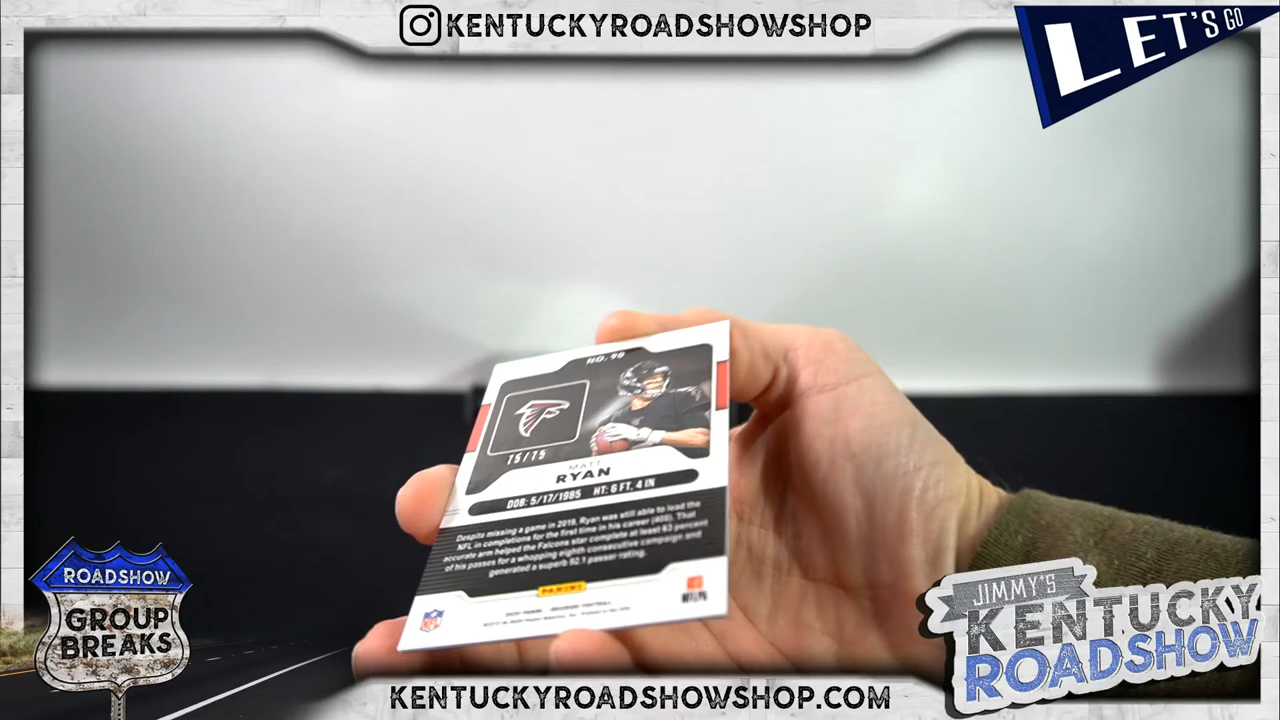 KENTUCKYROADSHOWSHOP
LET'S GO
NO. 90
75/75
MATT
RYAN
DOB: 5/17/1985 HT: 6 FT. 4 IN
Despite missing a game in 2019, Ryan was still able to lead the
NFL in completions for the first time in his career (408). That
accurate arm helped the Falcons star complete at least 63 percent
of his passes for a whopping eighth consecutive campaign and
generated a superb 92.1 passer rating.
PANINI
NFL
ROADSHOW
GROUP
BREAKS
JIMMY'S
KENTUCKY
ROADSHOW
KENTUCKYROADSHOWSHOP.COM